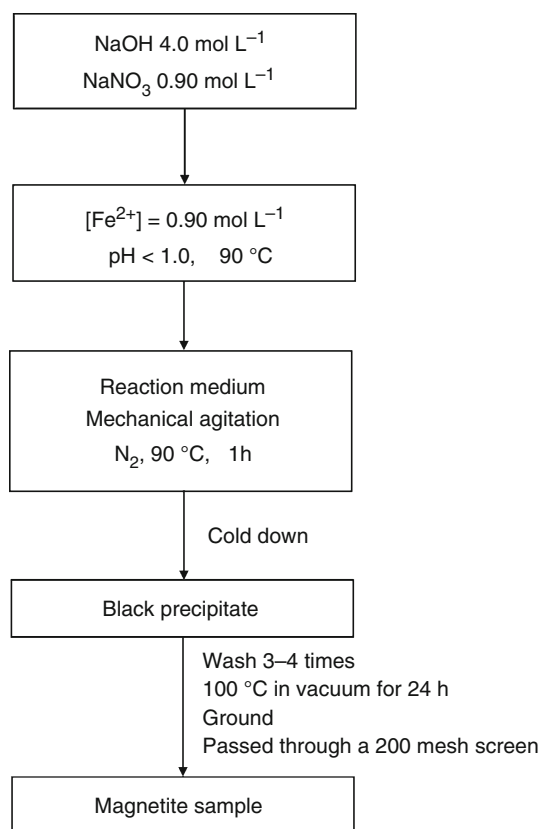 NaOH 4.0 mol L⁻¹
NaNO₃ 0.90 mol L⁻¹
[Fe²⁺] = 0.90 mol L⁻¹
pH < 1.0, 90 °C
Reaction medium
Mechanical agitation
N₂, 90 °C, 1h
Cold down
Black precipitate
Wash 3–4 times
100 °C in vacuum for 24 h
Ground
Passed through a 200 mesh screen
Magnetite sample